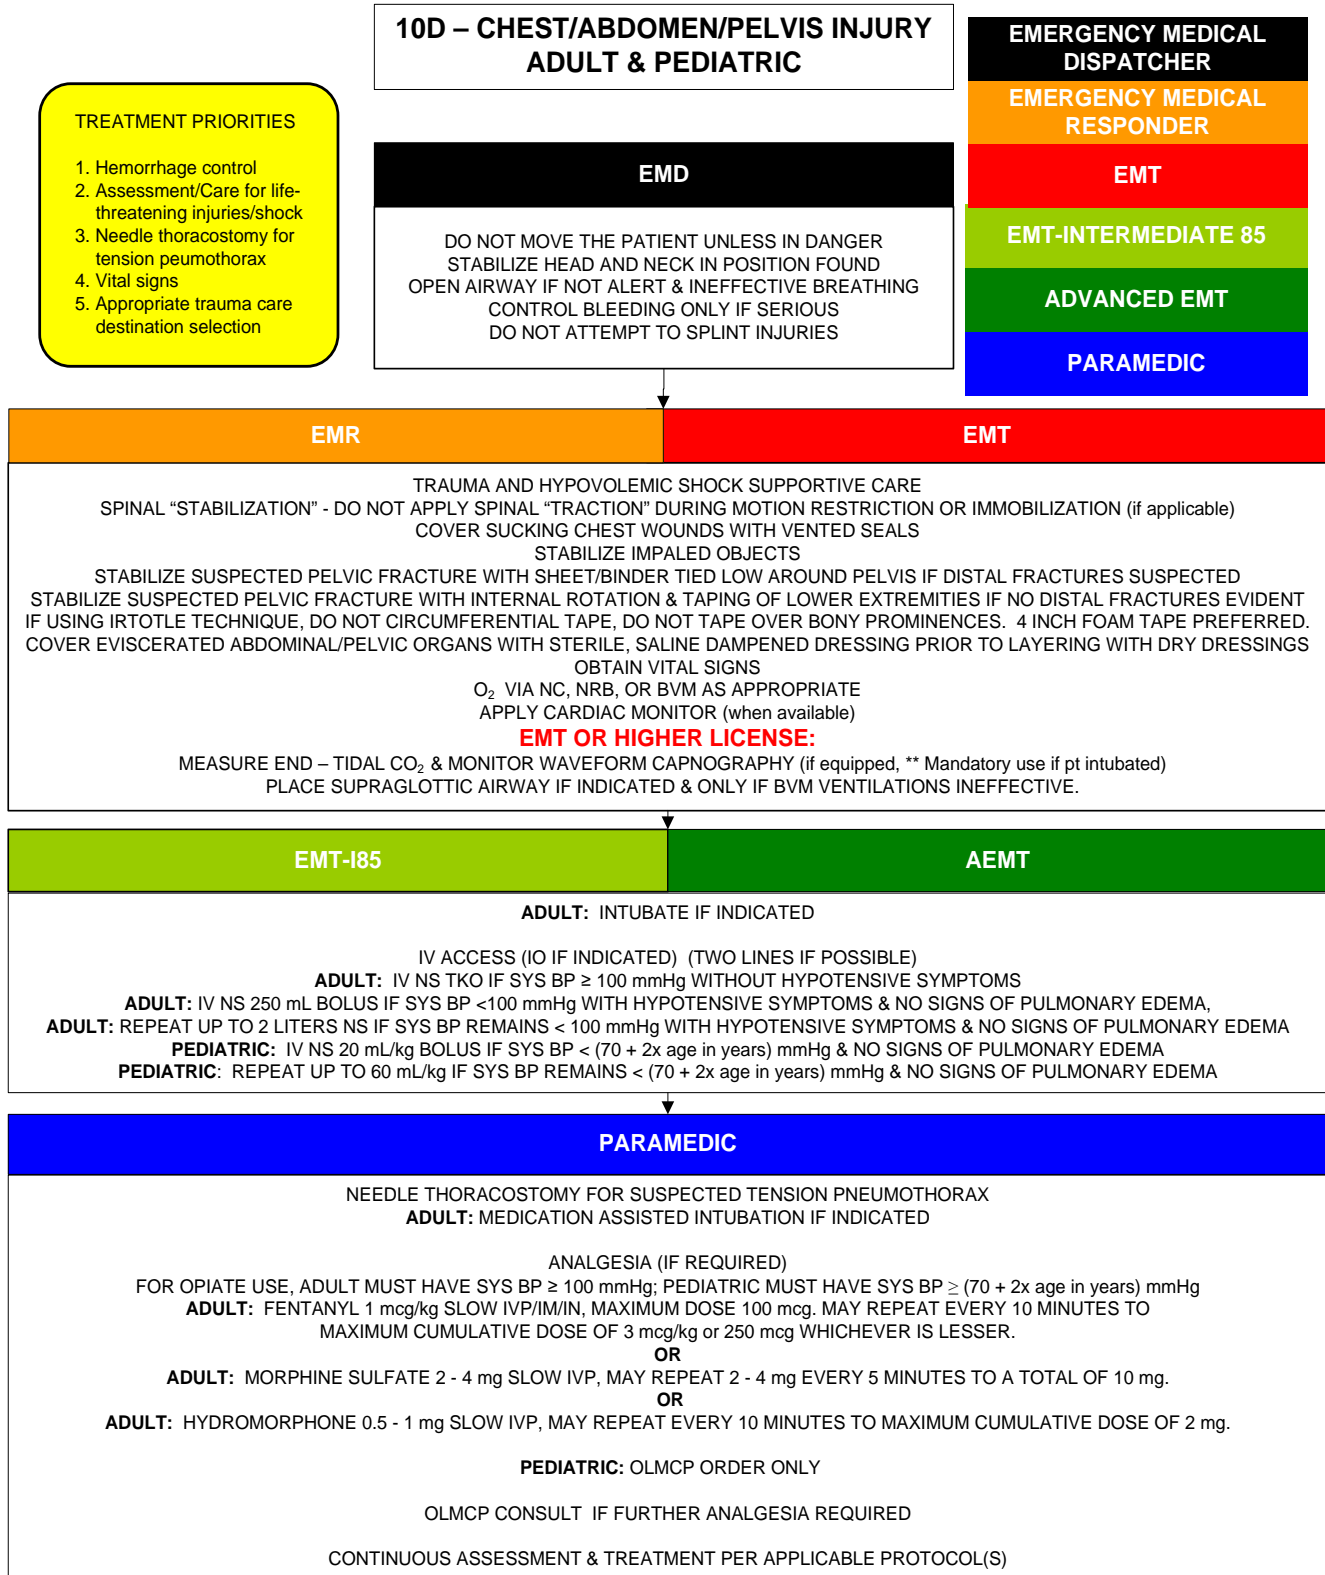 10D – CHEST/ABDOMEN/PELVIS INJURY
ADULT & PEDIATRIC
EMERGENCY MEDICAL
DISPATCHER
EMERGENCY MEDICAL
RESPONDER
EMT
EMT-INTERMEDIATE 85
ADVANCED EMT
PARAMEDIC
TREATMENT PRIORITIES
1. Hemorrhage control
2. Assessment/Care for life-
threatening injuries/shock
3. Needle thoracostomy for
tension peumothorax
4. Vital signs
5. Appropriate trauma care
destination selection
EMD
DO NOT MOVE THE PATIENT UNLESS IN DANGER
STABILIZE HEAD AND NECK IN POSITION FOUND
OPEN AIRWAY IF NOT ALERT & INEFFECTIVE BREATHING
CONTROL BLEEDING ONLY IF SERIOUS
DO NOT ATTEMPT TO SPLINT INJURIES
EMR
EMT
TRAUMA AND HYPOVOLEMIC SHOCK SUPPORTIVE CARE
SPINAL “STABILIZATION” - DO NOT APPLY SPINAL “TRACTION” DURING MOTION RESTRICTION OR IMMOBILIZATION (if applicable)
COVER SUCKING CHEST WOUNDS WITH VENTED SEALS
STABILIZE IMPALED OBJECTS
STABILIZE SUSPECTED PELVIC FRACTURE WITH SHEET/BINDER TIED LOW AROUND PELVIS IF DISTAL FRACTURES SUSPECTED
STABILIZE SUSPECTED PELVIC FRACTURE WITH INTERNAL ROTATION & TAPING OF LOWER EXTREMITIES IF NO DISTAL FRACTURES EVIDENT
IF USING IRTOTLE TECHNIQUE, DO NOT CIRCUMFERENTIAL TAPE, DO NOT TAPE OVER BONY PROMINENCES. 4 INCH FOAM TAPE PREFERRED.
COVER EVISCERATED ABDOMINAL/PELVIC ORGANS WITH STERILE, SALINE DAMPENED DRESSING PRIOR TO LAYERING WITH DRY DRESSINGS
OBTAIN VITAL SIGNS
O₂ VIA NC, NRB, OR BVM AS APPROPRIATE
APPLY CARDIAC MONITOR (when available)
EMT OR HIGHER LICENSE:
MEASURE END – TIDAL CO₂ & MONITOR WAVEFORM CAPNOGRAPHY (if equipped, ** Mandatory use if pt intubated)
PLACE SUPRAGLOTTIC AIRWAY IF INDICATED & ONLY IF BVM VENTILATIONS INEFFECTIVE.
EMT-I85
AEMT
ADULT: INTUBATE IF INDICATED
IV ACCESS (IO IF INDICATED) (TWO LINES IF POSSIBLE)
ADULT: IV NS TKO IF SYS BP ≥ 100 mmHg WITHOUT HYPOTENSIVE SYMPTOMS
ADULT: IV NS 250 mL BOLUS IF SYS BP <100 mmHg WITH HYPOTENSIVE SYMPTOMS & NO SIGNS OF PULMONARY EDEMA,
ADULT: REPEAT UP TO 2 LITERS NS IF SYS BP REMAINS < 100 mmHg WITH HYPOTENSIVE SYMPTOMS & NO SIGNS OF PULMONARY EDEMA
PEDIATRIC: IV NS 20 mL/kg BOLUS IF SYS BP < (70 + 2x age in years) mmHg & NO SIGNS OF PULMONARY EDEMA
PEDIATRIC: REPEAT UP TO 60 mL/kg IF SYS BP REMAINS < (70 + 2x age in years) mmHg & NO SIGNS OF PULMONARY EDEMA
PARAMEDIC
NEEDLE THORACOSTOMY FOR SUSPECTED TENSION PNEUMOTHORAX
ADULT: MEDICATION ASSISTED INTUBATION IF INDICATED
ANALGESIA (IF REQUIRED)
FOR OPIATE USE, ADULT MUST HAVE SYS BP ≥ 100 mmHg; PEDIATRIC MUST HAVE SYS BP ≥ (70 + 2x age in years) mmHg
ADULT: FENTANYL 1 mcg/kg SLOW IVP/IM/IN, MAXIMUM DOSE 100 mcg. MAY REPEAT EVERY 10 MINUTES TO
MAXIMUM CUMULATIVE DOSE OF 3 mcg/kg or 250 mcg WHICHEVER IS LESSER.
OR
ADULT: MORPHINE SULFATE 2 - 4 mg SLOW IVP, MAY REPEAT 2 - 4 mg EVERY 5 MINUTES TO A TOTAL OF 10 mg.
OR
ADULT: HYDROMORPHONE 0.5 - 1 mg SLOW IVP, MAY REPEAT EVERY 10 MINUTES TO MAXIMUM CUMULATIVE DOSE OF 2 mg.
PEDIATRIC: OLMCP ORDER ONLY
OLMCP CONSULT IF FURTHER ANALGESIA REQUIRED
CONTINUOUS ASSESSMENT & TREATMENT PER APPLICABLE PROTOCOL(S)